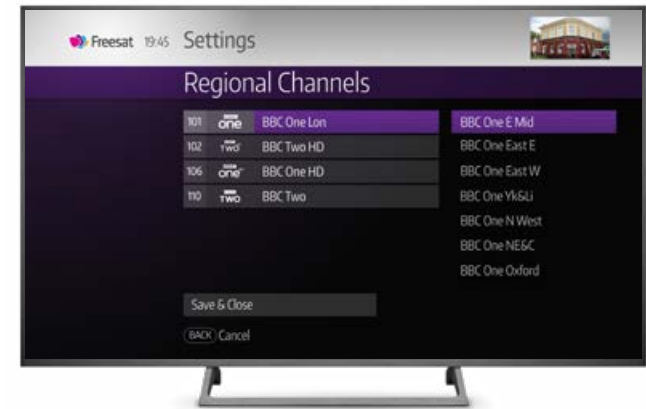 Freesat 19:45 Settings
Regional Channels
101 one BBC One Lon
102 TWO BBC Two HD
106 one BBC One HD
110 TWO BBC Two
BBC One E Mid
BBC One East E
BBC One East W
BBC One Yk&Li
BBC One N West
BBC One NE&C
BBC One Oxford
Save & Close
BACK Cancel